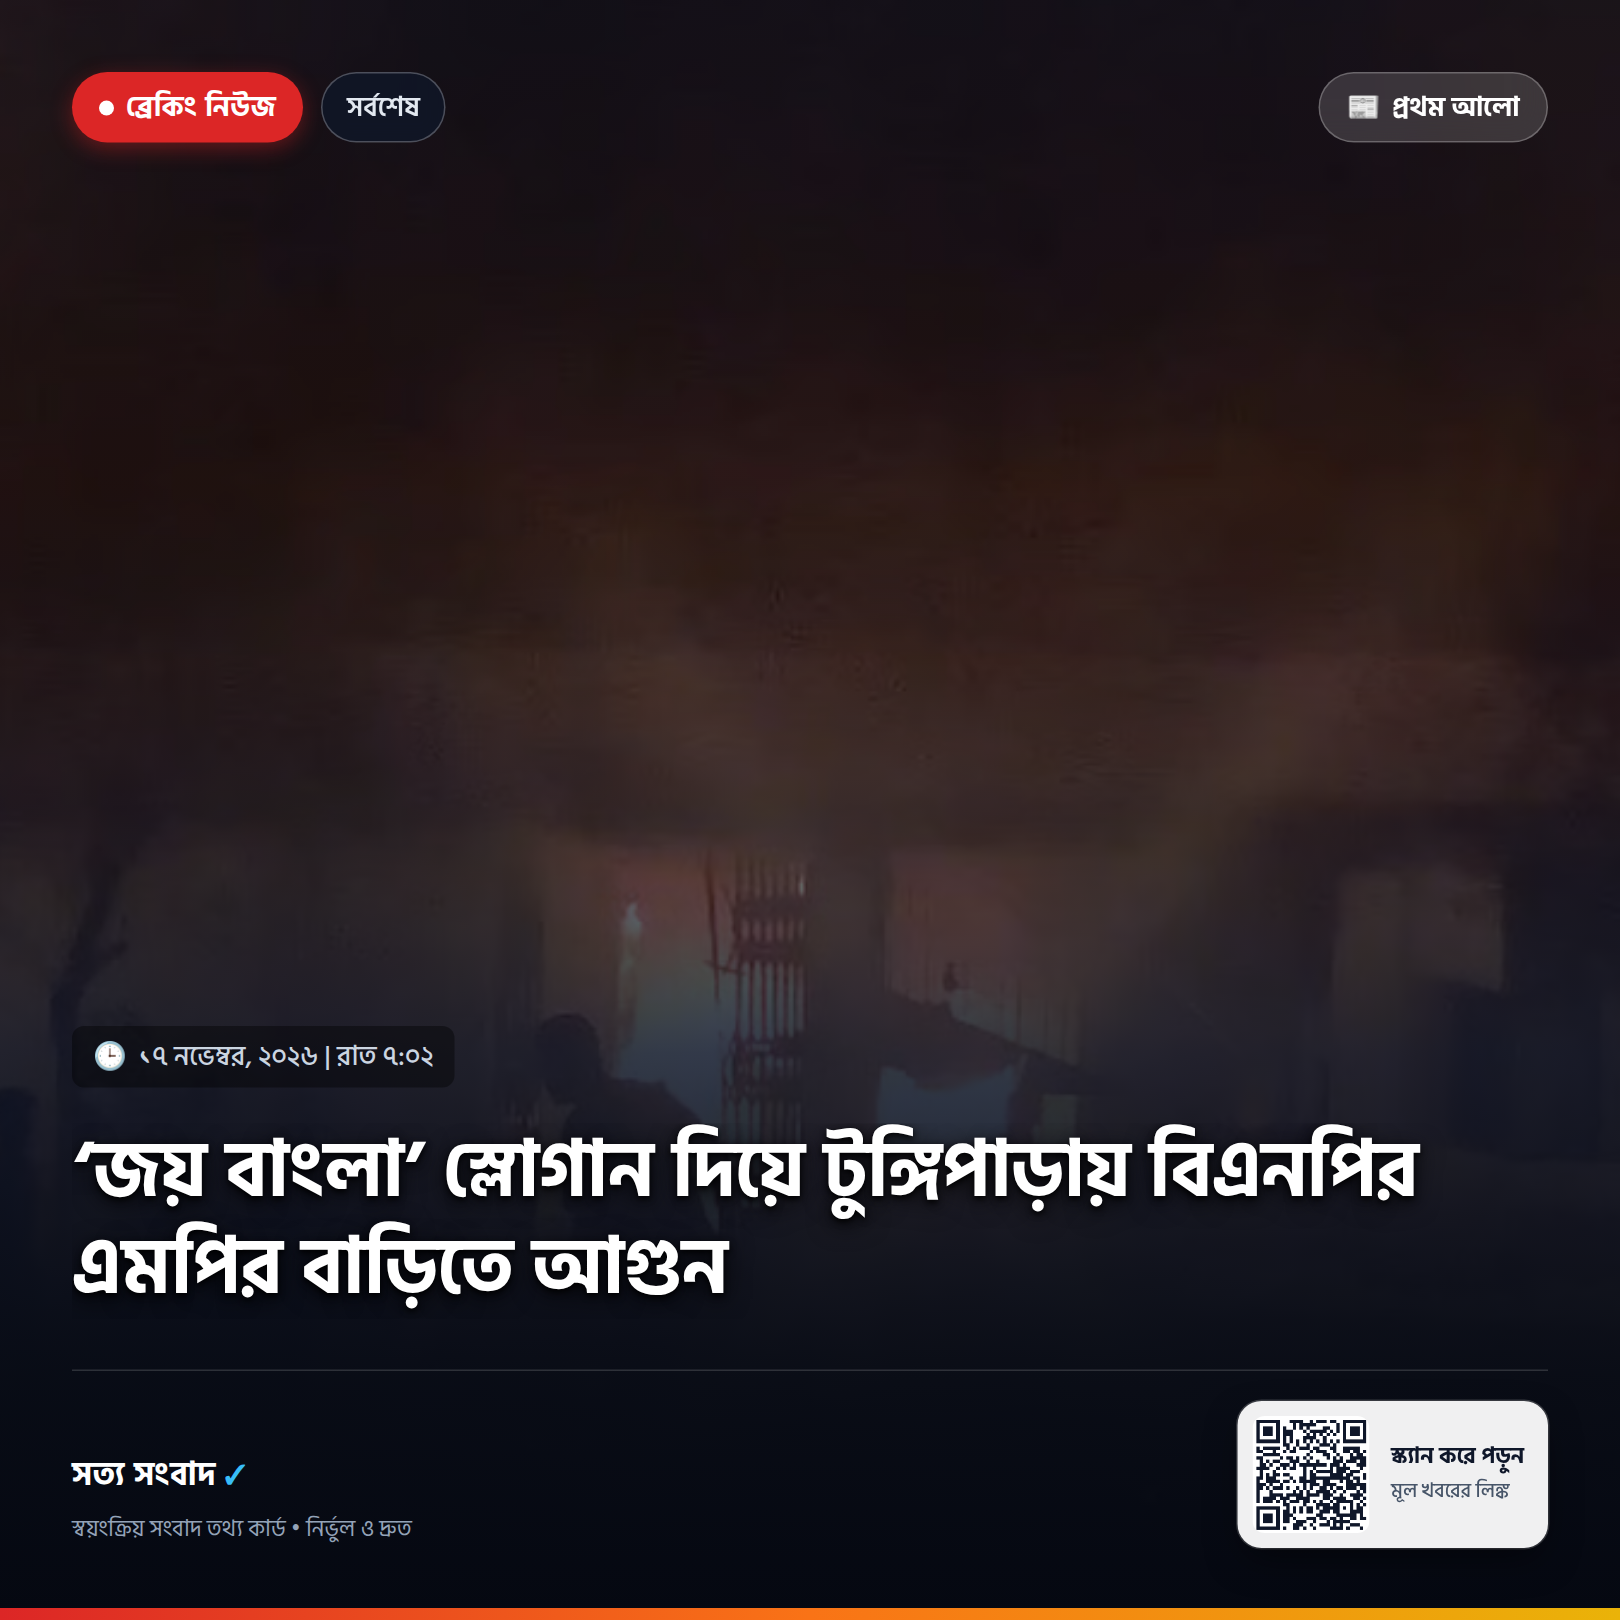 ব্রেকিং নিউজ
সর্বশেষ
প্রথম আলো
১৭ নভেম্বর, ২০২৬ | রাত ৭:০২
‘জয় বাংলা’ স্লোগান দিয়ে টুঙ্গিপাড়ায় বিএনপির
এমপির বাড়িতে আগুন
সত্য সংবাদ ✓
স্বয়ংক্রিয় সংবাদ তথ্য কার্ড • নির্ভুল ও দ্রুত
স্ক্যান করে পড়ুন
মূল খবরের লিঙ্ক